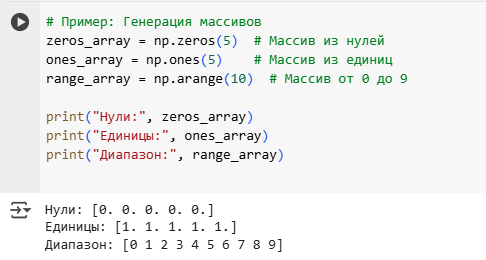 # Пример: Генерация массивов
zeros_array = np.zeros(5)  # Массив из нулей
ones_array = np.ones(5)    # Массив из единиц
range_array = np.arange(10)  # Массив от 0 до 9
print("Нули:", zeros_array)
print("Единицы:", ones_array)
print("Диапазон:", range_array)
Нули: [0. 0. 0. 0. 0.]
Единицы: [1. 1. 1. 1. 1.]
Диапазон: [0 1 2 3 4 5 6 7 8 9]